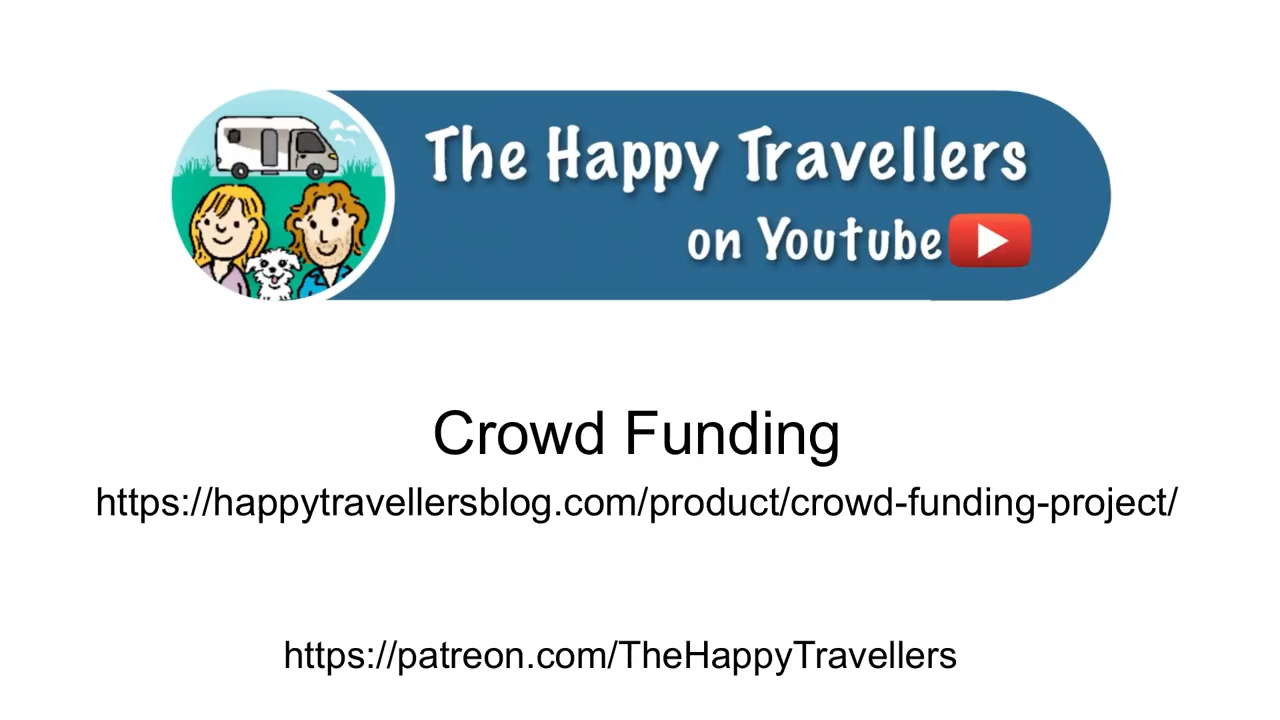 The Happy Travellers
on Youtube
Crowd Funding
https://happytravellersblog.com/product/crowd-funding-project/
https://patreon.com/TheHappyTravellers